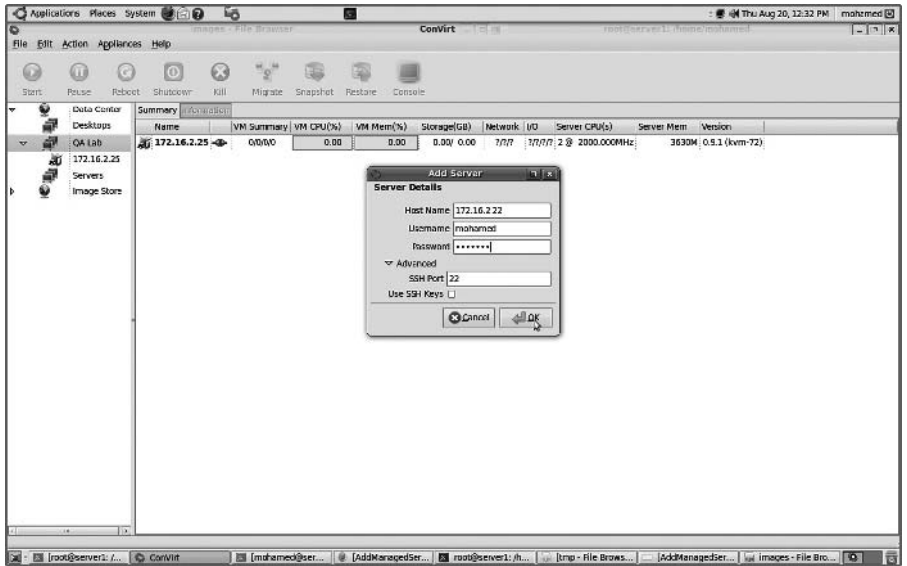 Applications Places System Thu Aug 20, 12:32 PM mohamed
images - File Browser ConVirt root@server1: /home/mohamed
File Edit Action Appliances Help
Start Pause Reboot Shutdown Kill Migrate Snapshot Restore Console
Data Center
Desktops
QA Lab
172.16.2.25
Servers
Image Store
Summary Information
Name VM Summary VM CPU(%) VM Mem(%) Storage(GB) Network I/O Server CPU(s) Server Mem Version
172.16.2.25 0/0/0/0 0.00 0.00 0.00/ 0.00 ?/?/? ?/?/?/? 2 @ 2000.000MHz 3630M 0.9.1 (kvm-72)
Add Server
Server Details
Host Name 172.16.2.22
Username mohamed
Password •••••••
Advanced
SSH Port 22
Use SSH Keys
Cancel OK
[root@server1: /... ConVirt [mohamed@ser... [AddManagedSer... root@server1: /h... [tmp - File Brows... [AddManagedSer... images - File Bro...